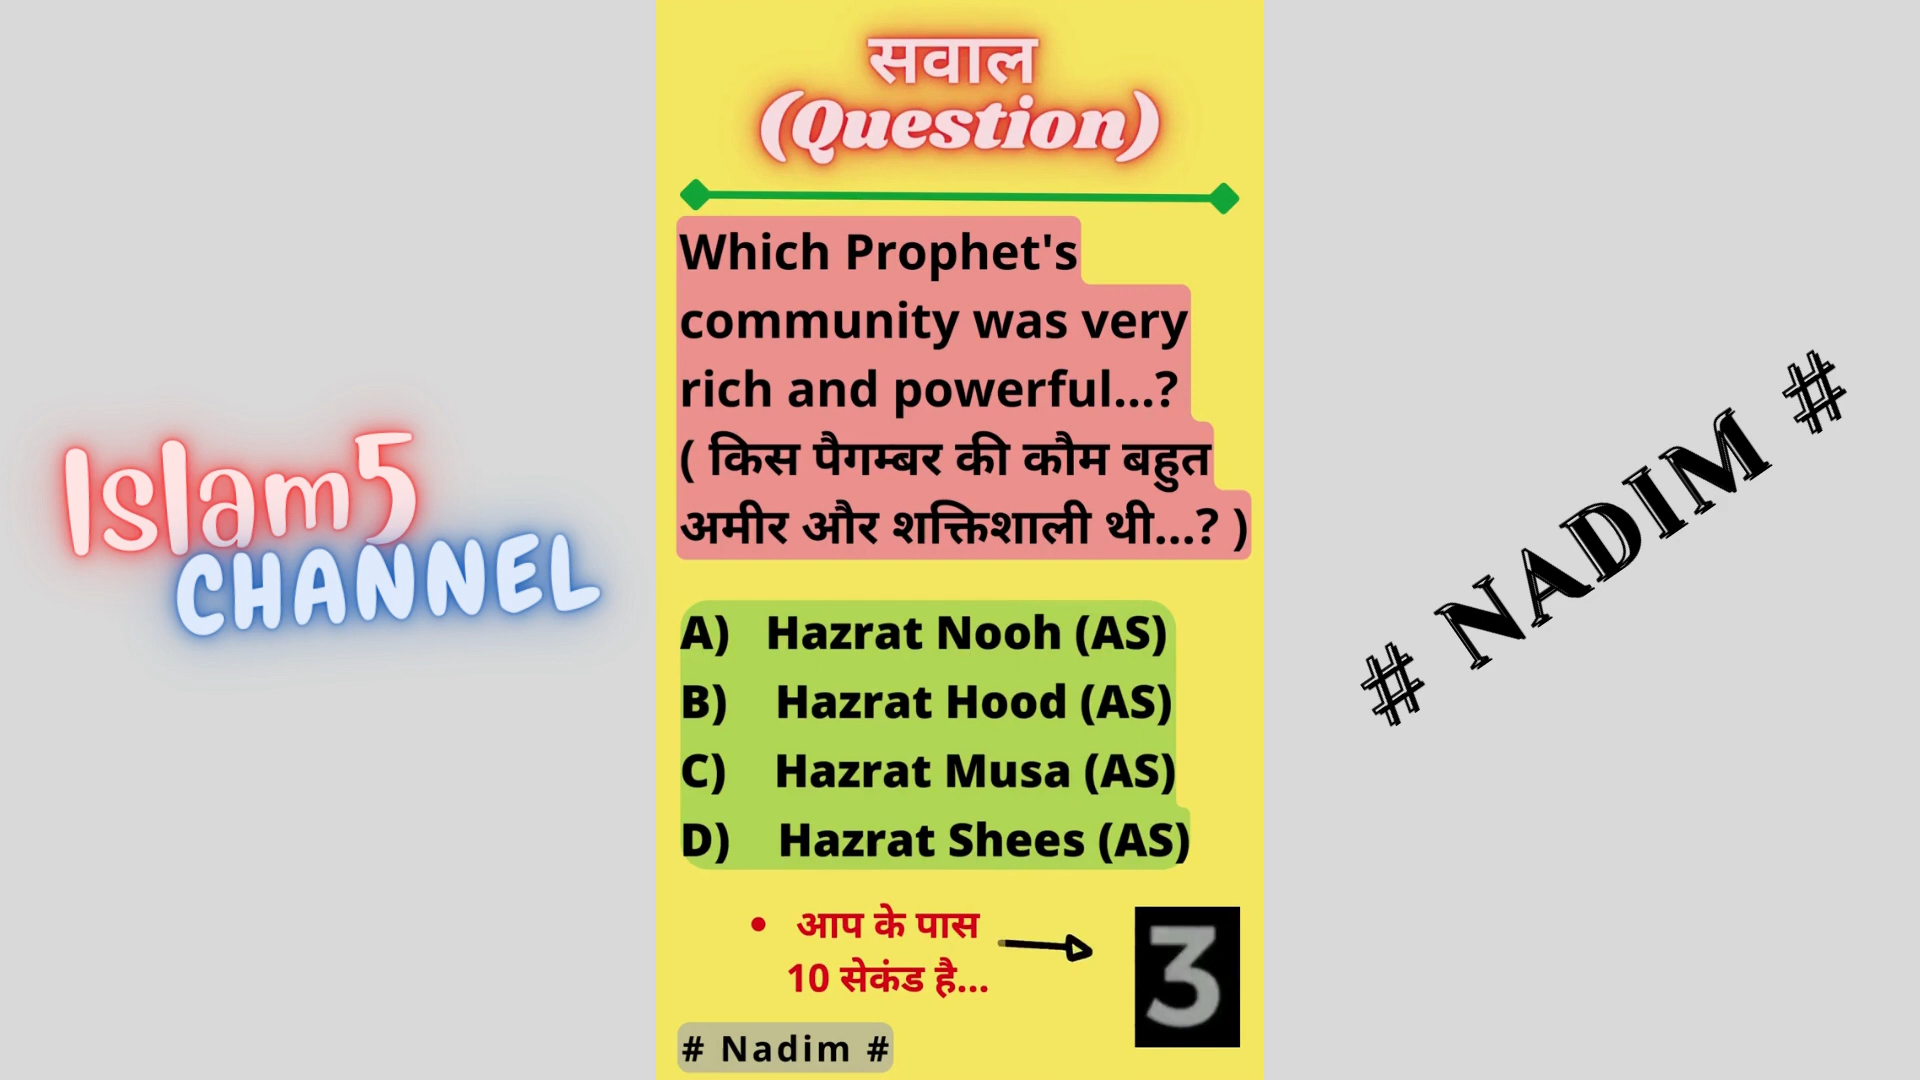 सवाल
(Question)
Which Prophet's
community was very
rich and powerful...?
( किस पैगम्बर की कौम बहुत
अमीर और शक्तिशाली थी...? )
Islam5
CHANNEL
# NADIM #
A) Hazrat Nooh (AS)
B) Hazrat Hood (AS)
C) Hazrat Musa (AS)
D) Hazrat Shees (AS)
• आप के पास
10 सेकंड है...
3
# Nadim #